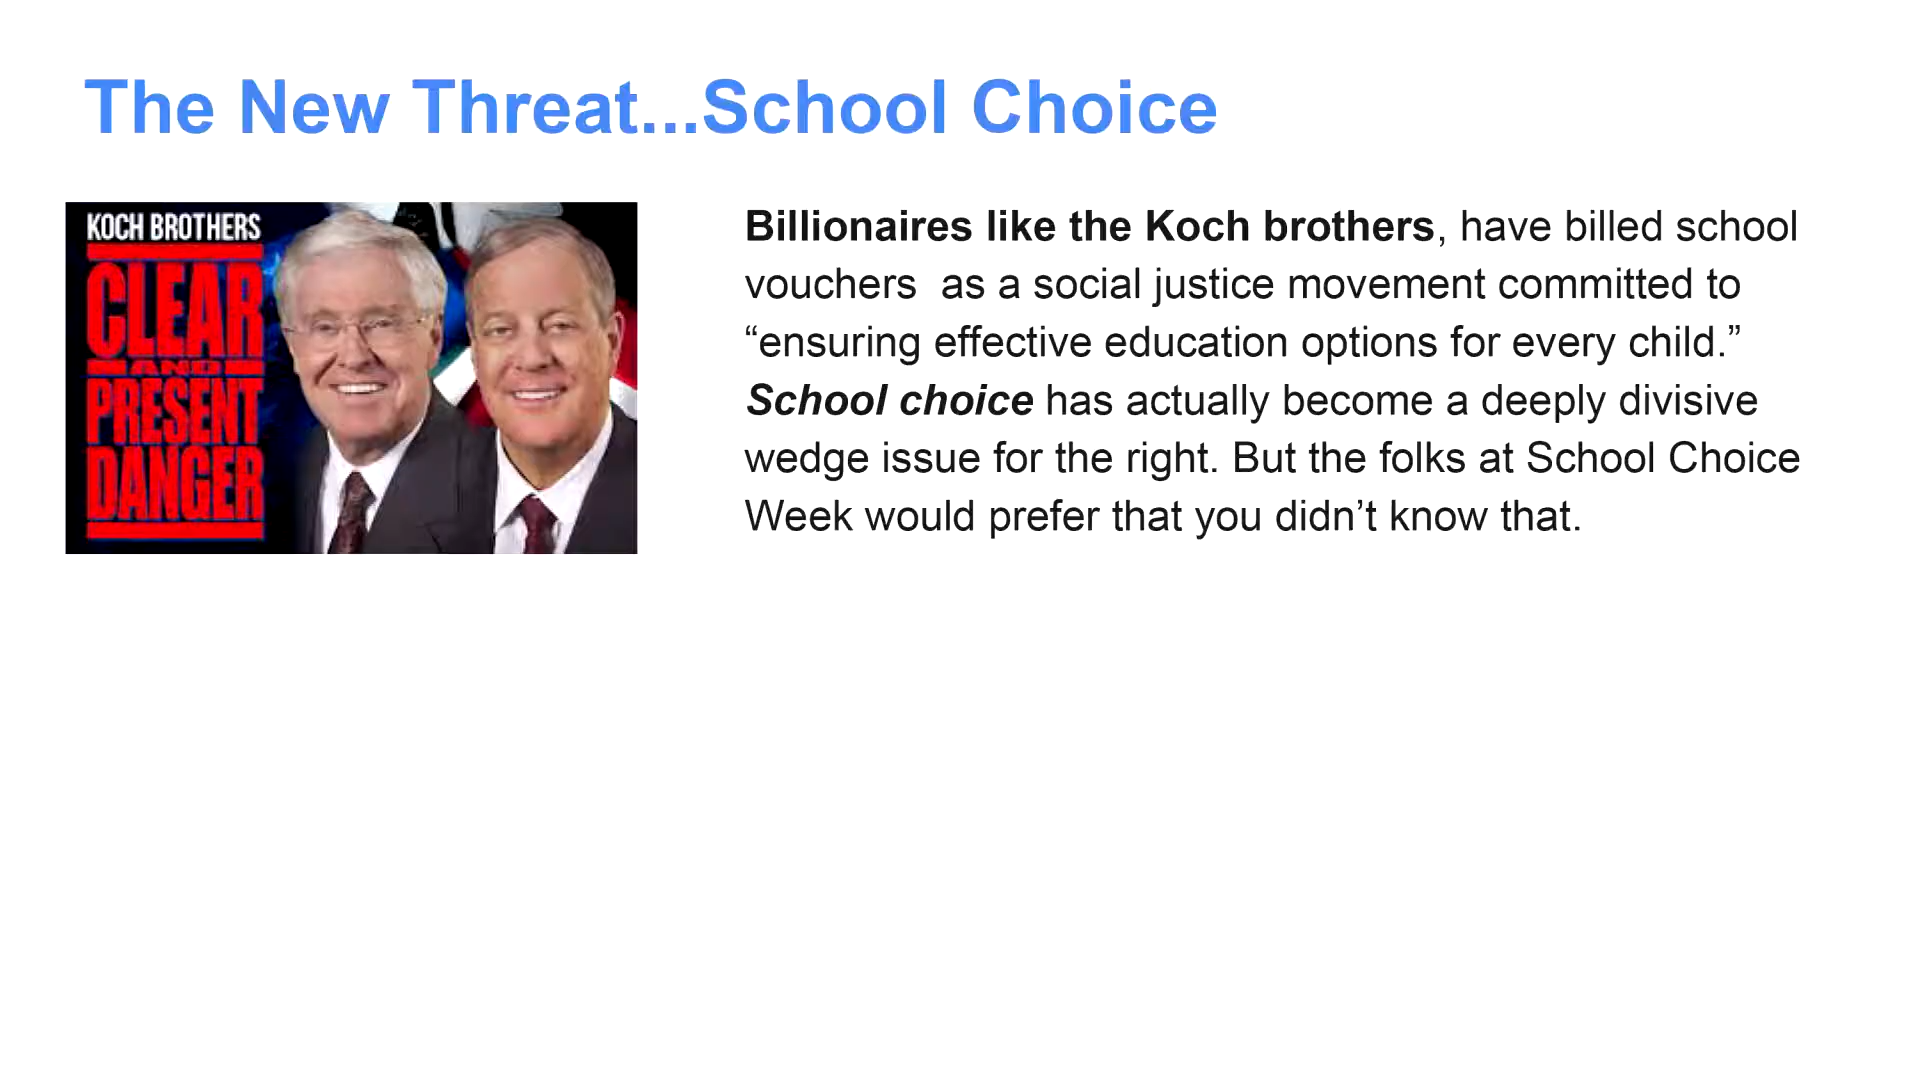 The New Threat...School Choice
KOCH BROTHERS
CLEAR
AND
PRESENT
DANGER
Billionaires like the Koch brothers, have billed school
vouchers  as a social justice movement committed to
“ensuring effective education options for every child.”
School choice has actually become a deeply divisive
wedge issue for the right. But the folks at School Choice
Week would prefer that you didn’t know that.